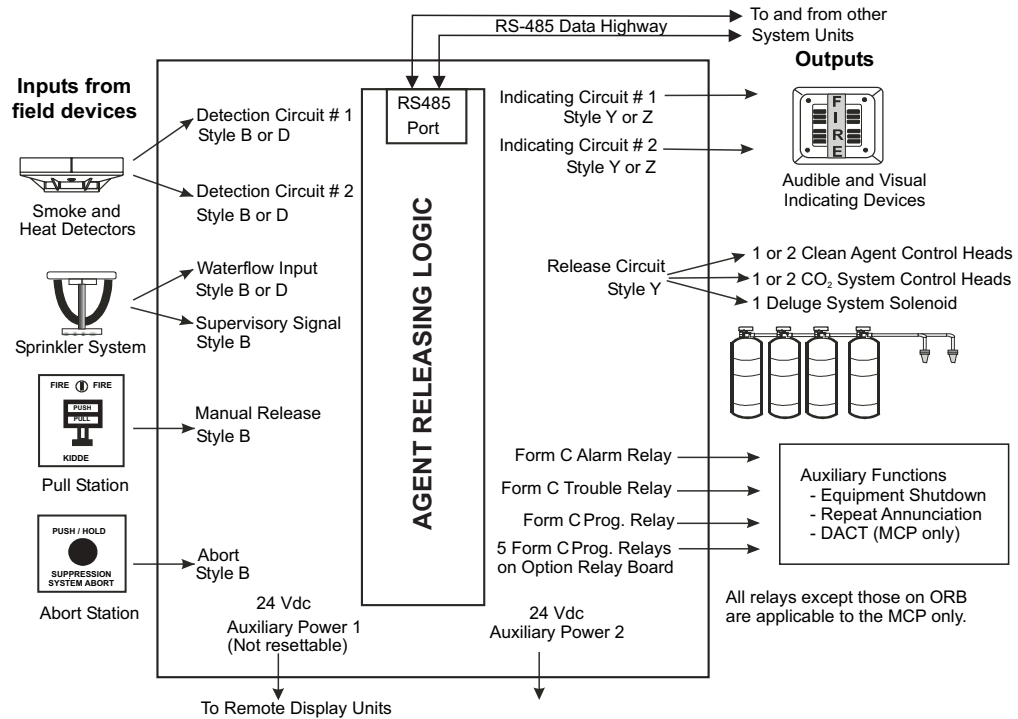 To and from other
RS-485 Data Highway
System Units
Outputs
Inputs from
field devices
Detection Circuit # 1
Style B or D
Detection Circuit # 2
Style B or D
Smoke and
Heat Detectors
Waterflow Input
Style B or D
Supervisory Signal
Style B
Sprinkler System
FIRE FIRE
PUSH
PULL
KIDDE
Manual Release
Style B
Pull Station
PUSH / HOLD
SUPPRESSION
SYSTEM ABORT
Abort
Style B
Abort Station
24 Vdc
Auxiliary Power 1
(Not resettable)
To Remote Display Units
RS485
Port
AGENT RELEASING LOGIC
Indicating Circuit # 1
Style Y or Z
Indicating Circuit # 2
Style Y or Z
FIRE
Audible and Visual
Indicating Devices
Release Circuit
Style Y
1 or 2 Clean Agent Control Heads
1 or 2 CO₂ System Control Heads
1 Deluge System Solenoid
Form C Alarm Relay
Form C Trouble Relay
Form C Prog. Relay
5 Form C Prog. Relays
on Option Relay Board
Auxiliary Functions
- Equipment Shutdown
- Repeat Annunciation
- DACT (MCP only)
All relays except those on ORB
are applicable to the MCP only.
24 Vdc
Auxiliary Power 2